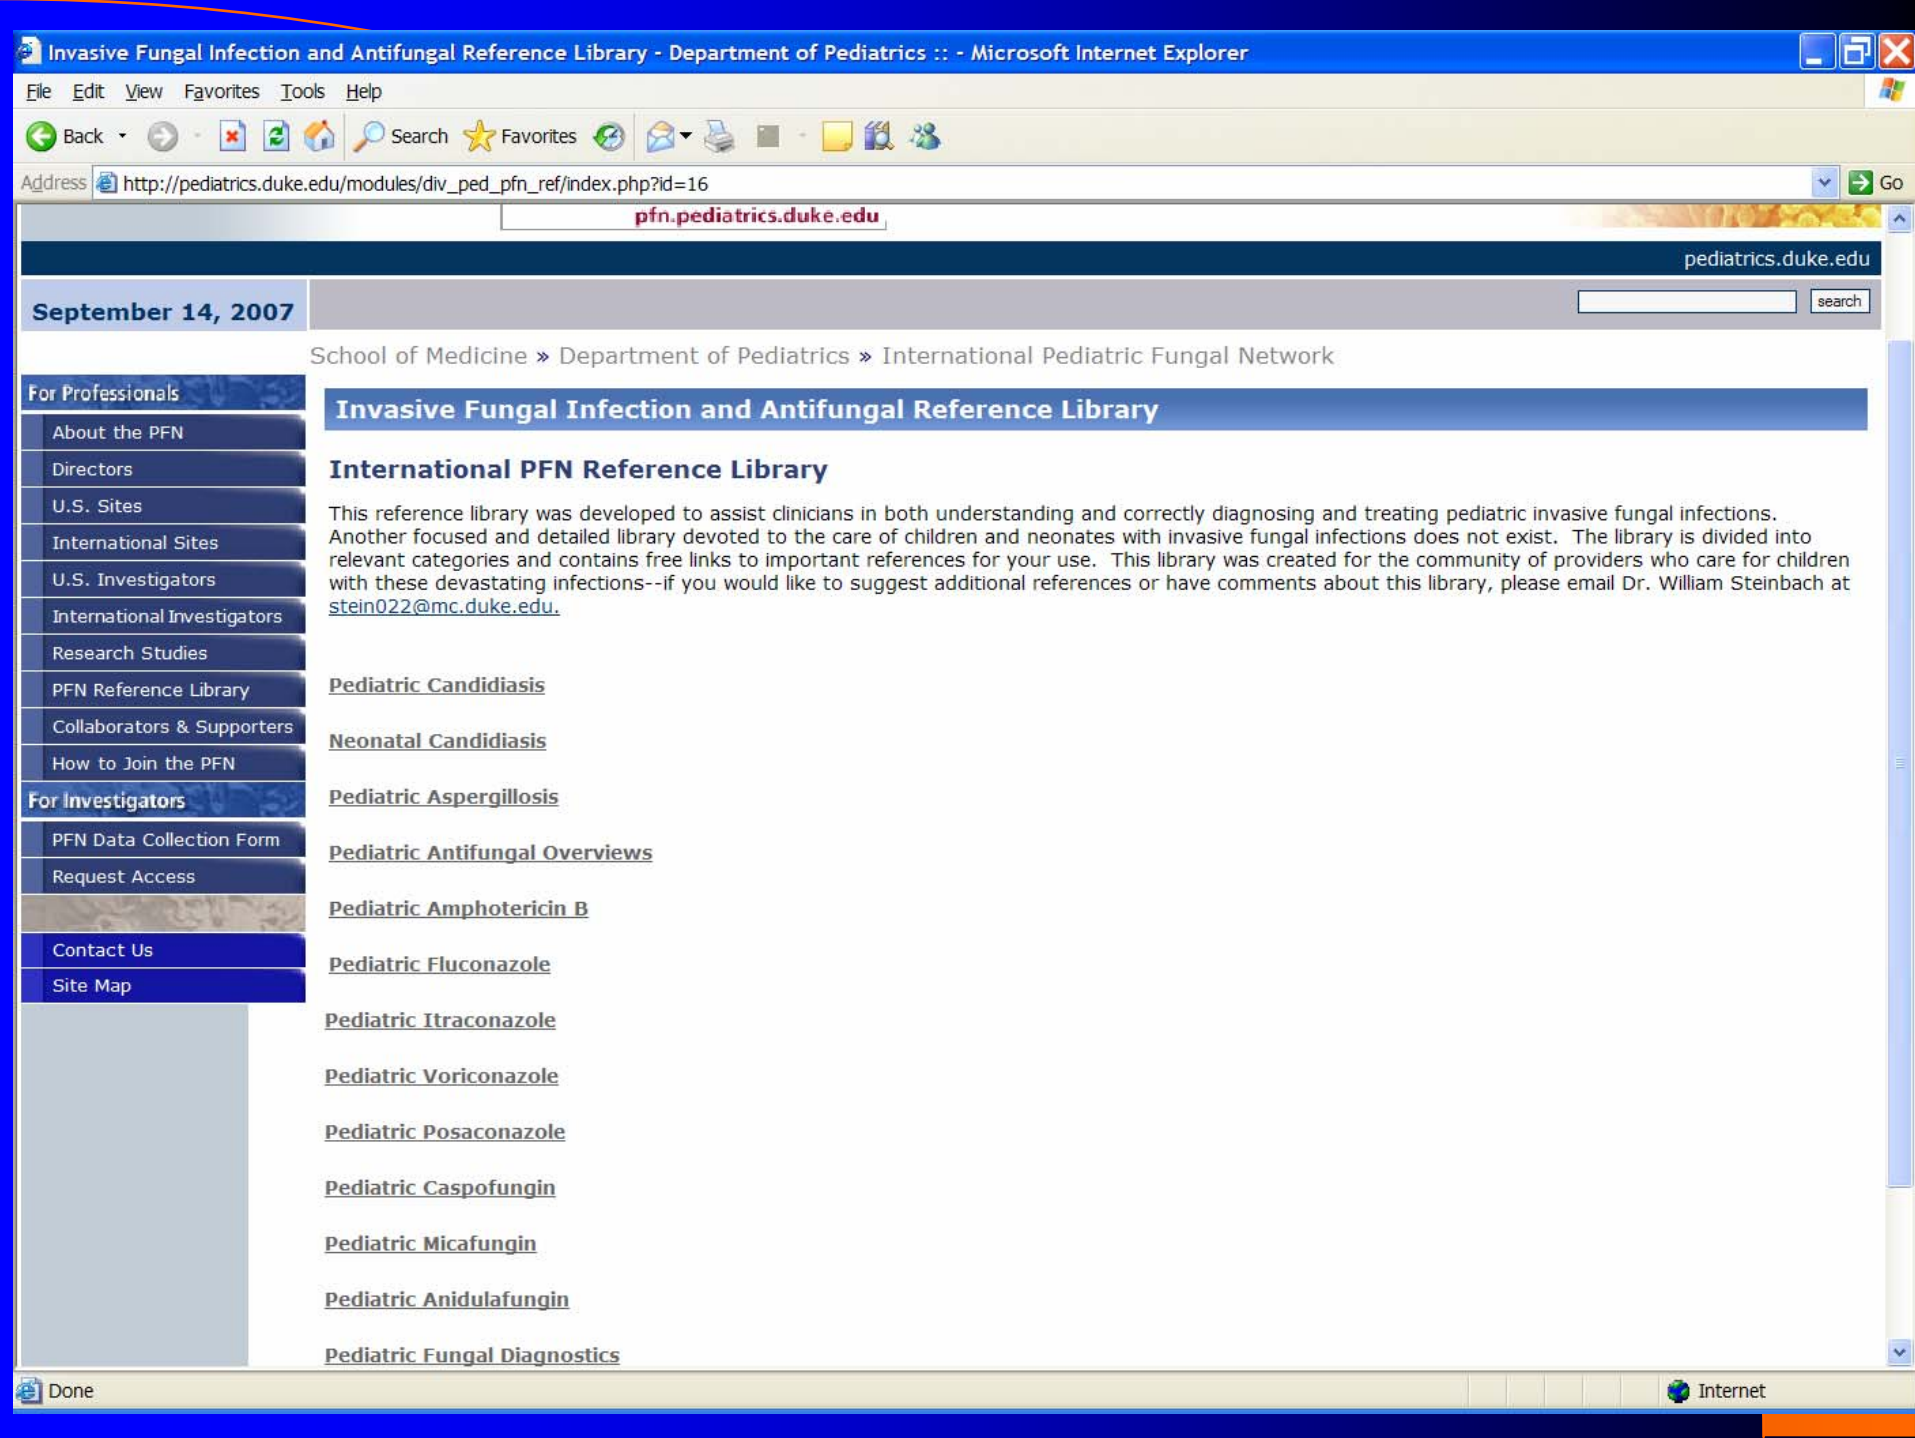 Invasive Fungal Infection and Antifungal Reference Library - Department of Pediatrics :: - Microsoft Internet Explorer
File Edit View Favorites Tools Help
Back Search Favorites
Address http://pediatrics.duke.edu/modules/div_ped_pfn_ref/index.php?id=16 Go
pfn.pediatrics.duke.edu
pediatrics.duke.edu
September 14, 2007 search
School of Medicine » Department of Pediatrics » International Pediatric Fungal Network
For Professionals
About the PFN
Directors
U.S. Sites
International Sites
U.S. Investigators
International Investigators
Research Studies
PFN Reference Library
Collaborators & Supporters
How to Join the PFN
For Investigators
PFN Data Collection Form
Request Access
Contact Us
Site Map
Invasive Fungal Infection and Antifungal Reference Library
International PFN Reference Library
This reference library was developed to assist clinicians in both understanding and correctly diagnosing and treating pediatric invasive fungal infections.
Another focused and detailed library devoted to the care of children and neonates with invasive fungal infections does not exist. The library is divided into
relevant categories and contains free links to important references for your use. This library was created for the community of providers who care for children
with these devastating infections--if you would like to suggest additional references or have comments about this library, please email Dr. William Steinbach at
stein022@mc.duke.edu.
Pediatric Candidiasis
Neonatal Candidiasis
Pediatric Aspergillosis
Pediatric Antifungal Overviews
Pediatric Amphotericin B
Pediatric Fluconazole
Pediatric Itraconazole
Pediatric Voriconazole
Pediatric Posaconazole
Pediatric Caspofungin
Pediatric Micafungin
Pediatric Anidulafungin
Pediatric Fungal Diagnostics
Done Internet